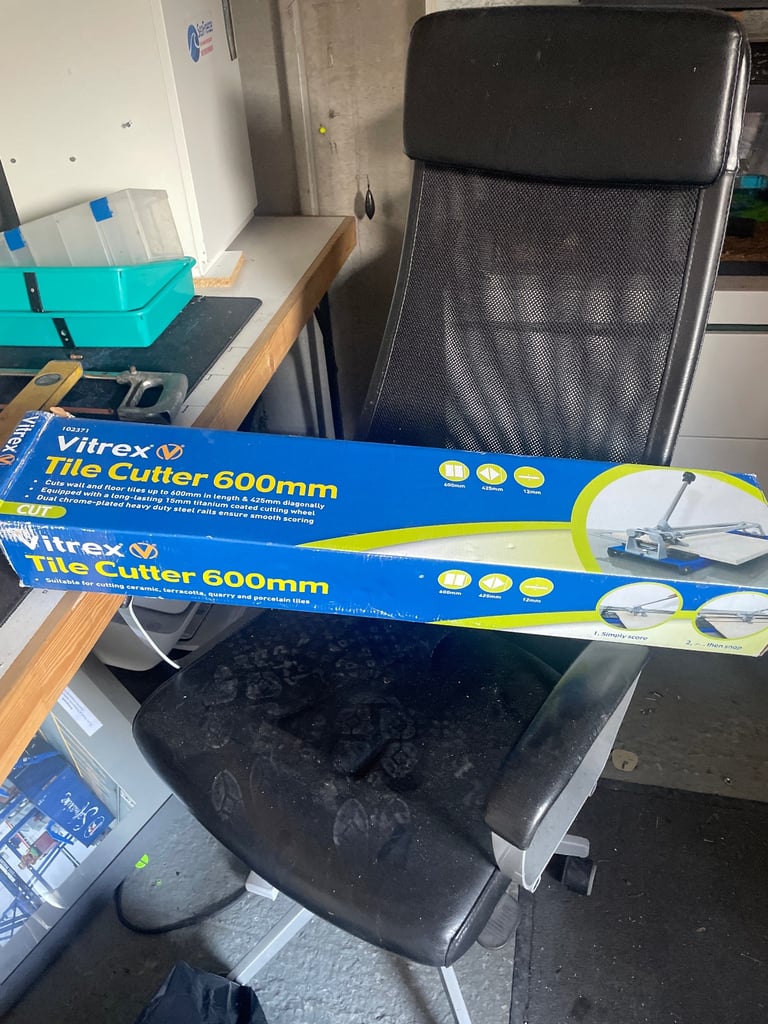 102371
Vitrex
Tile Cutter 600mm
• Cuts wall and floor tiles up to 600mm in length & 425mm diagonally
• Equipped with a long-lasting 15mm titanium coated cutting wheel
• Dual chrome-plated heavy duty steel rails ensure smooth scoring
CUT
600mm 425mm 12mm
Vitrex
Vitrex
Tile Cutter 600mm
• Suitable for cutting ceramic, terracotta, quarry and porcelain tiles
600mm 425mm 12mm
1. Simply score
2. then snap